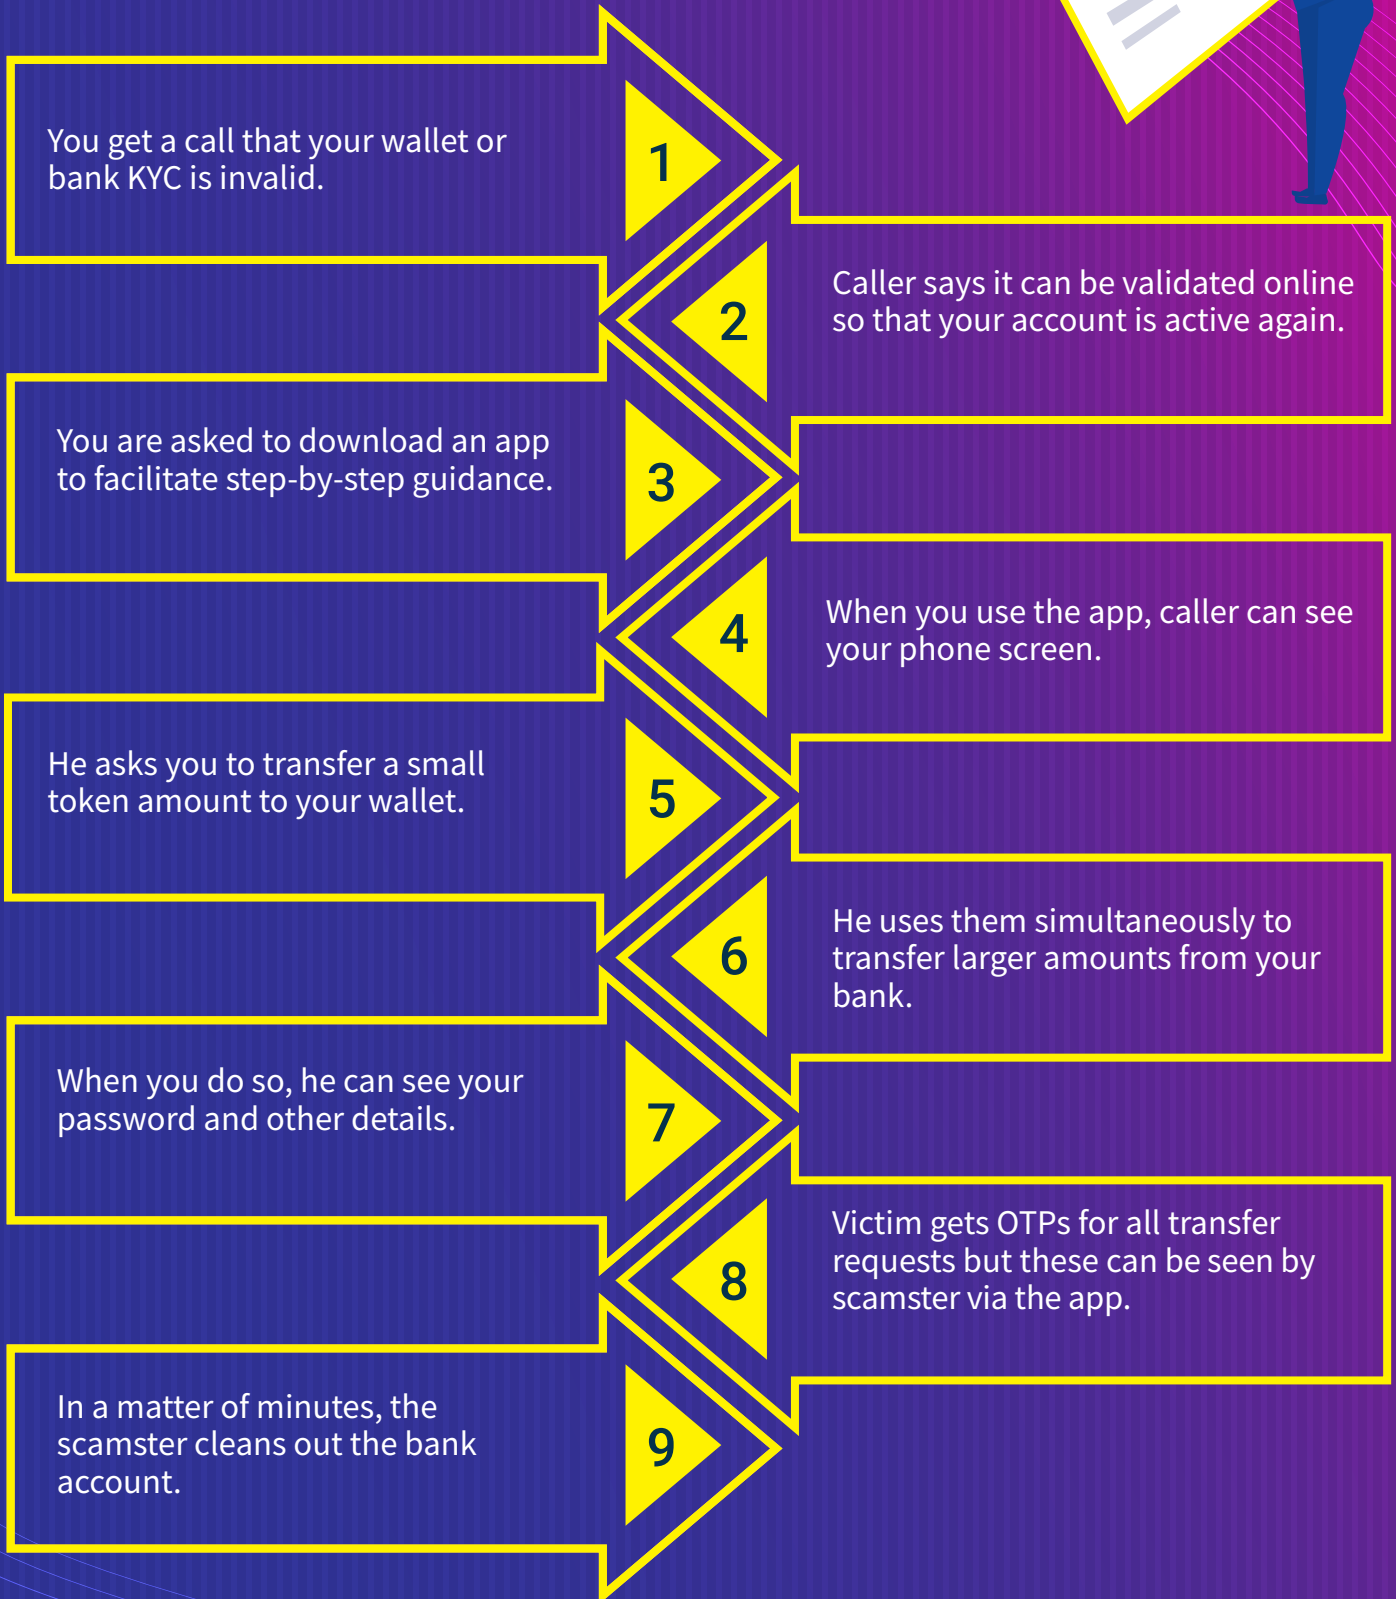 You get a call that your wallet or
bank KYC is invalid.
1
2
Caller says it can be validated online
so that your account is active again.
You are asked to download an app
to facilitate step-by-step guidance.
3
4
When you use the app, caller can see
your phone screen.
He asks you to transfer a small
token amount to your wallet.
5
6
He uses them simultaneously to
transfer larger amounts from your
bank.
When you do so, he can see your
password and other details.
7
8
Victim gets OTPs for all transfer
requests but these can be seen by
scamster via the app.
In a matter of minutes, the
scamster cleans out the bank
account.
9